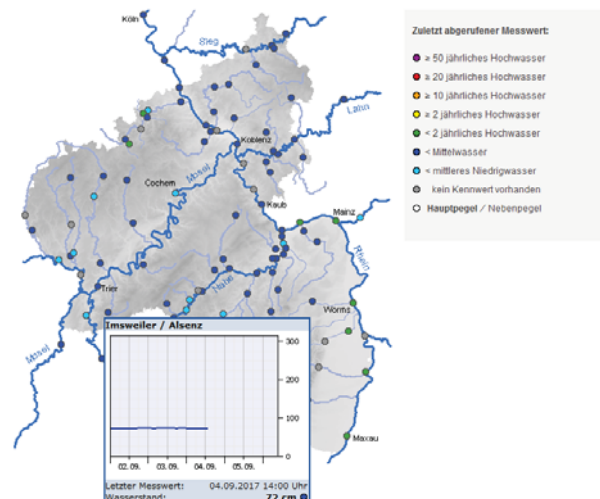 Köln
Sieg
Lahn
Koblenz
Mosel
Cochem
Kaub
Mainz
Rhein
Trier
Nahe
Worms
Mosel
Maxau
Zuletzt abgerufener Messwert:
≥ 50 jährliches Hochwasser
≥ 20 jährliches Hochwasser
≥ 10 jährliches Hochwasser
≥ 2 jährliches Hochwasser
< 2 jährliches Hochwasser
< Mittelwasser
< mittleres Niedrigwasser
kein Kennwert vorhanden
Hauptpegel / Nebenpegel
Imsweiler / Alsenz
300
200
100
0
02.09. 03.09. 04.09. 05.09.
Letzter Messwert: 04.09.2017 14:00 Uhr
Wasserstand: 72 cm